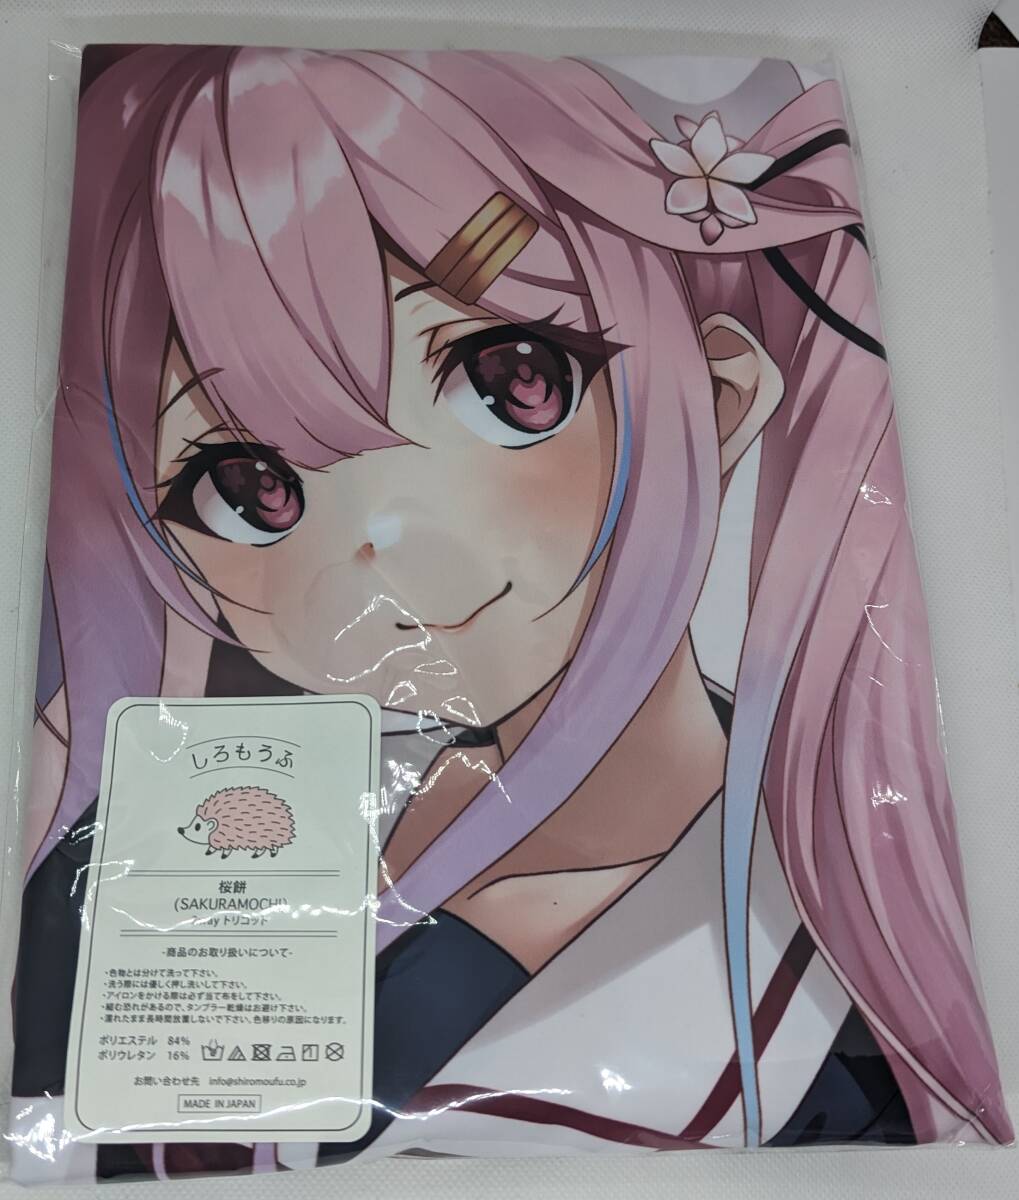 しろもうふ
桜餅
(SAKURAMOCHI)
2way トリコット
-商品のお取り扱いについて-
・色物とは分けて洗って下さい。
・洗う際には優しく押し洗いして下さい。
・アイロンをかける際は必ず当て布をして下さい。
・縮む恐れがあるので、タンブラー乾燥はお避け下さい。
・濡れたまま長時間放置しないで下さい。色移りの原因になります。
ポリエステル 84%
ポリウレタン 16%
お問い合わせ先 info@shiromoufu.co.jp
MADE IN JAPAN